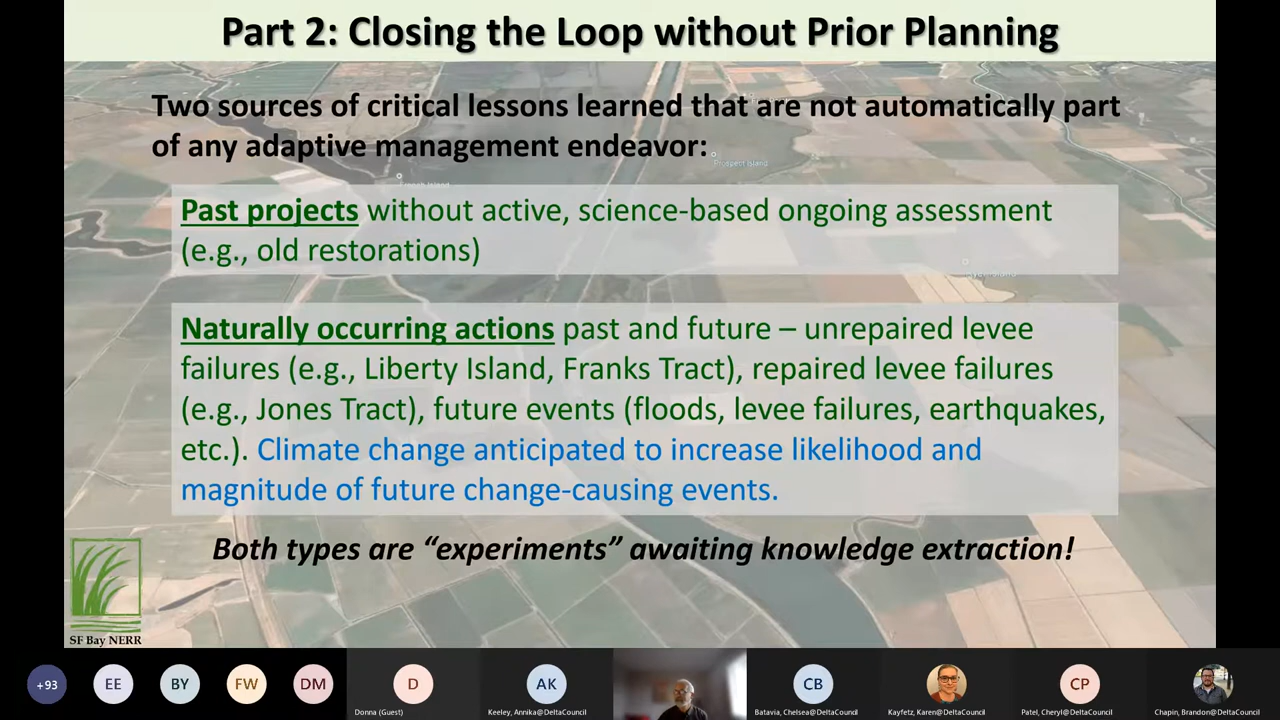 Part 2: Closing the Loop without Prior Planning
Two sources of critical lessons learned that are not automatically part
of any adaptive management endeavor:
Prospect Island
Past projects without active, science-based ongoing assessment
(e.g., old restorations)
Naturally occurring actions past and future – unrepaired levee
failures (e.g., Liberty Island, Franks Tract), repaired levee failures
(e.g., Jones Tract), future events (floods, levee failures, earthquakes,
etc.). Climate change anticipated to increase likelihood and
magnitude of future change-causing events.
Both types are “experiments” awaiting knowledge extraction!
SF Bay NERR
+93
EE
BY
FW
DM
D
AK
CB
CP
Donna (Guest)
Keeley, Annika@DeltaCouncil
Batavia, Chelsea@DeltaCouncil
Kayfetz, Karen@DeltaCouncil
Patel, Cheryl@DeltaCouncil
Chapin, Brandon@DeltaCouncil